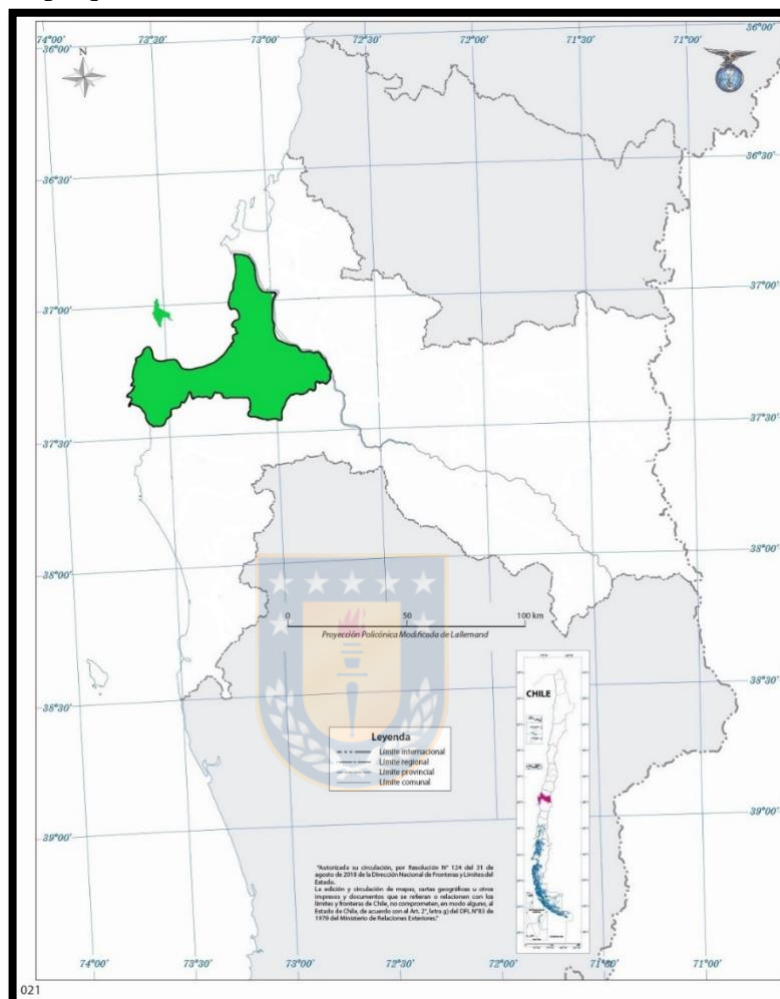 74°00'
73°30'
73°00'
72°30'
72°00'
71°30'
71°00'
36°00'
36°00'
N
36°30'
36°30'
37°00'
37°00'
37°30'
37°30'
38°00'
38°00'
0 50 100 km
Proyección Policónica Modificada de Lallemand
38°30'
38°30'
CHILE
Leyenda
Límite internacional
Límite regional
Límite provincial
Límite comunal
39°00'
39°00'
"Autorizada su circulación, por Resolución N° 124 del 31 de
agosto de 2018 de la Dirección Nacional de Fronteras y Límites del
Estado.
La edición y circulación de mapas, cartas geográficas u otros
impresos y documentos que se refieran o relacionen con los
límites y fronteras de Chile, no comprometen, en modo alguno, al
Estado de Chile, de acuerdo con el Art. 2°, letra g) del DFL N°83 de
1979 del Ministerio de Relaciones Exteriores."
74°00'
73°30'
73°00'
72°30'
72°00'
71°30'
71°00'
021